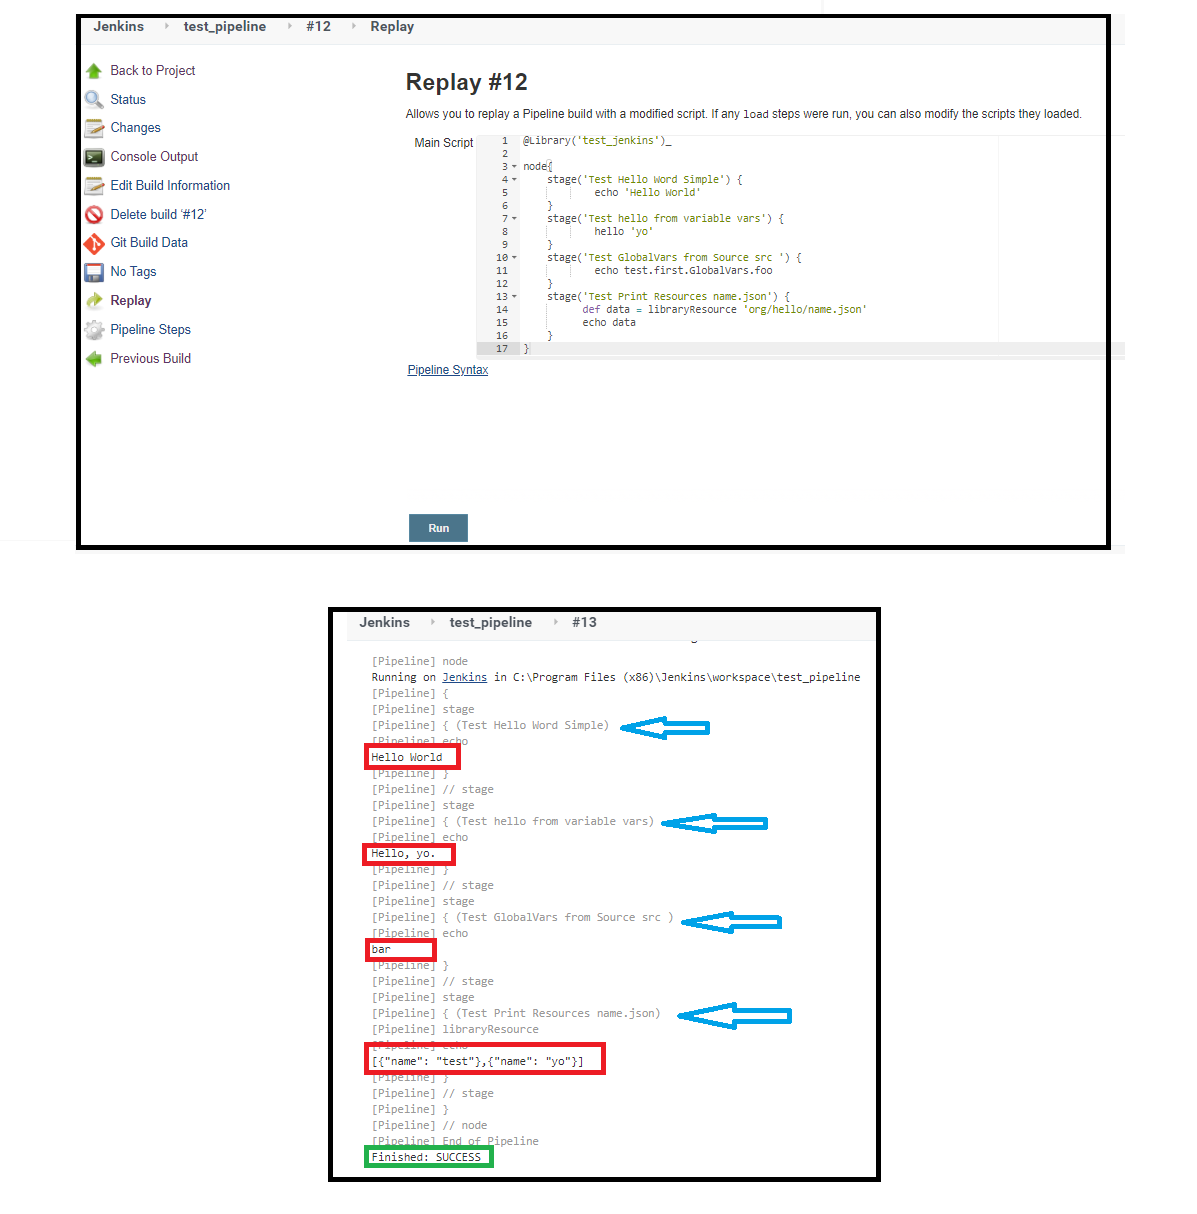 Jenkins test_pipeline #12 Replay
Back to Project
Status
Changes
Console Output
Edit Build Information
Delete build ‘#12’
Git Build Data
No Tags
Replay
Pipeline Steps
Previous Build
Replay #12
Allows you to replay a Pipeline build with a modified script. If any load steps were run, you can also modify the scripts they loaded.
Main Script
1 @Library('test_jenkins')_
2
3 node{
4 stage('Test Hello Word Simple') {
5 echo 'Hello World'
6 }
7 stage('Test hello from variable vars') {
8 hello 'yo'
9 }
10 stage('Test GlobalVars from Source src ') {
11 echo test.first.GlobalVars.foo
12 }
13 stage('Test Print Resources name.json') {
14 def data = libraryResource 'org/hello/name.json'
15 echo data
16 }
17 }
Pipeline Syntax
Run
Jenkins test_pipeline #13
[Pipeline] node
Running on Jenkins in C:\Program Files (x86)\Jenkins\workspace\test_pipeline
[Pipeline] {
[Pipeline] stage
[Pipeline] { (Test Hello Word Simple)
[Pipeline] echo
Hello World
[Pipeline] }
[Pipeline] // stage
[Pipeline] stage
[Pipeline] { (Test hello from variable vars)
[Pipeline] echo
Hello, yo.
[Pipeline] }
[Pipeline] // stage
[Pipeline] stage
[Pipeline] { (Test GlobalVars from Source src )
[Pipeline] echo
bar
[Pipeline] }
[Pipeline] // stage
[Pipeline] stage
[Pipeline] { (Test Print Resources name.json)
[Pipeline] libraryResource
[Pipeline] echo
[{"name": "test"},{"name": "yo"}]
[Pipeline] }
[Pipeline] // stage
[Pipeline] }
[Pipeline] // node
[Pipeline] End of Pipeline
Finished: SUCCESS